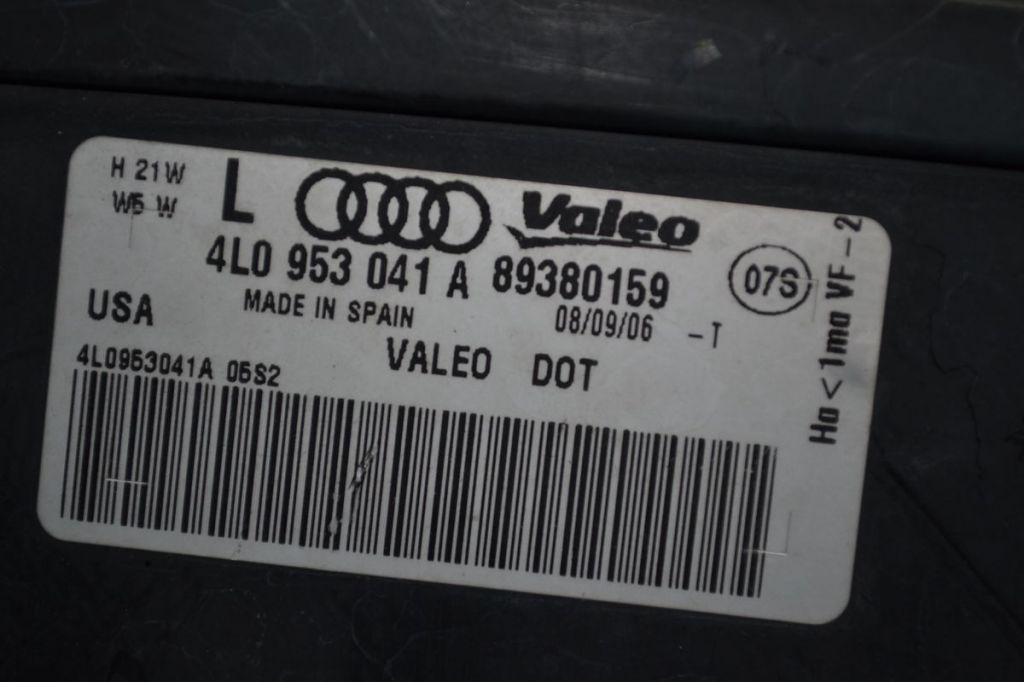 H 21W
W5 W
L
Valeo
4L0 953 041 A 89380159
07S
MADE IN SPAIN
08/09/06 -T
USA
VALEO DOT
4L0953041A 05S2
Ho<1ma VF-2